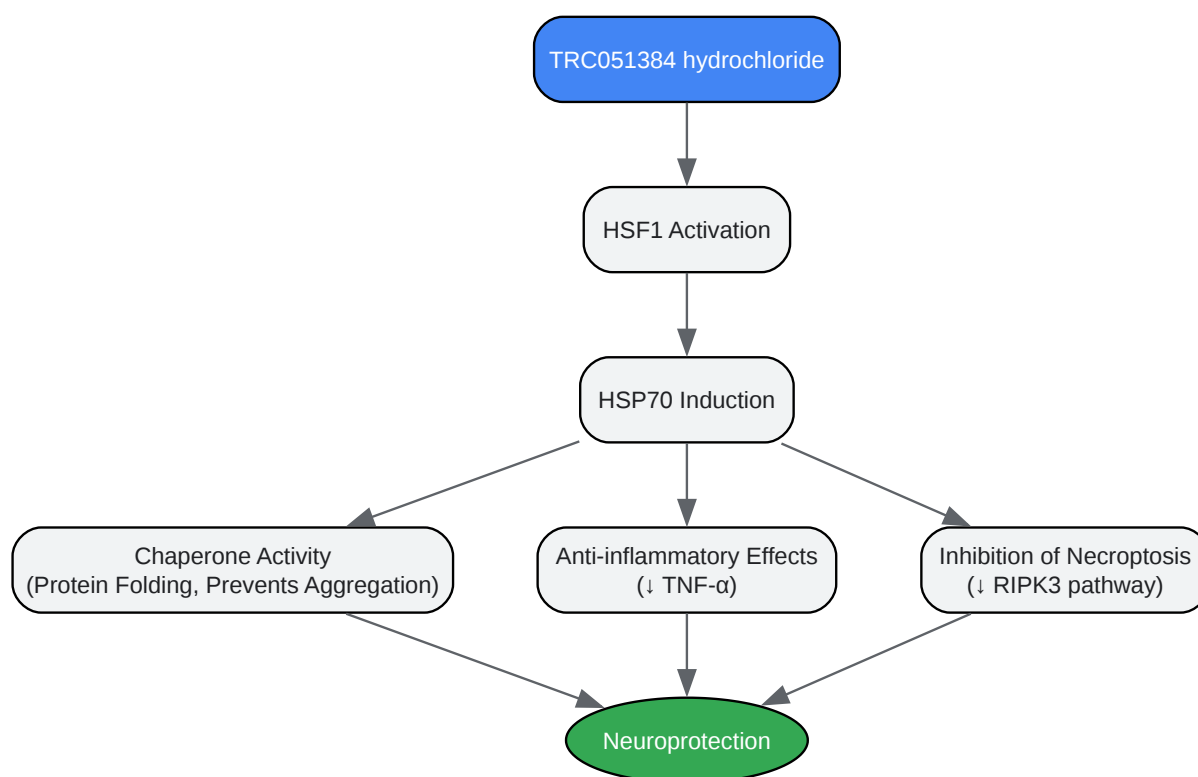 TRC051384 hydrochloride
HSF1 Activation
HSP70 Induction
Chaperone Activity
(Protein Folding, Prevents Aggregation)
Anti-inflammatory Effects
(↓ TNF-α)
Inhibition of Necroptosis
(↓ RIPK3 pathway)
Neuroprotection